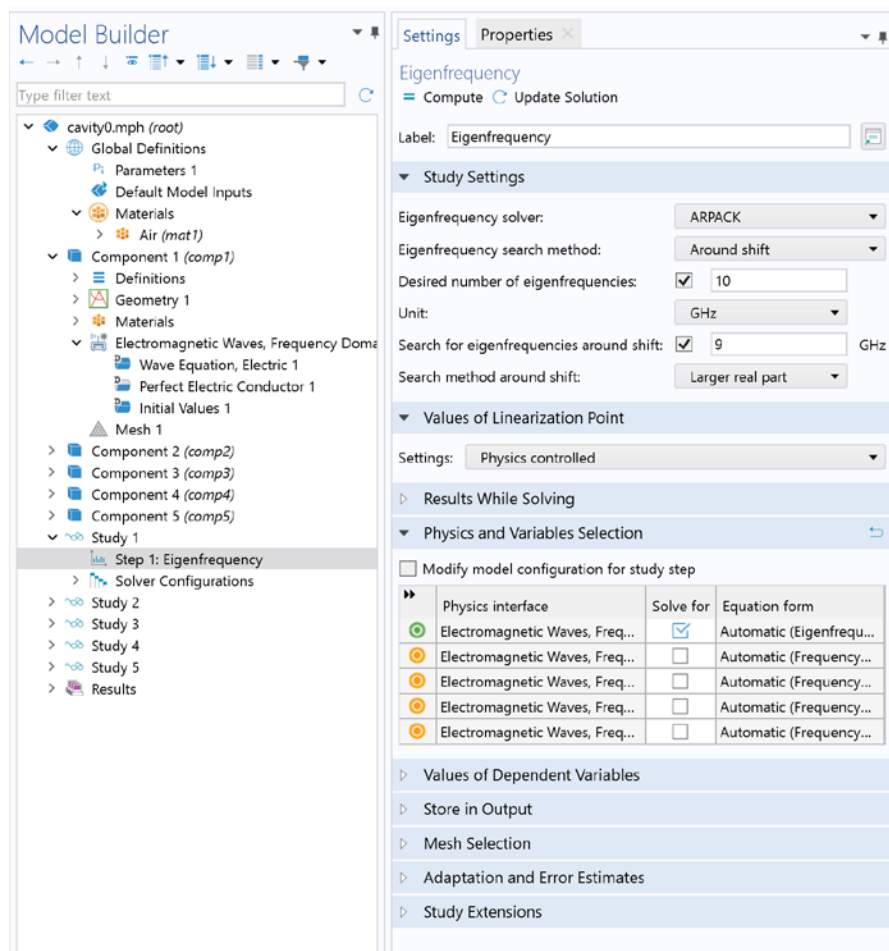 Model Builder
Type filter text
cavity0.mph (root)
Global Definitions
Pi Parameters 1
Default Model Inputs
Materials
Air (mat1)
Component 1 (comp1)
Definitions
Geometry 1
Materials
Electromagnetic Waves, Frequency Doma
Wave Equation, Electric 1
Perfect Electric Conductor 1
Initial Values 1
Mesh 1
Component 2 (comp2)
Component 3 (comp3)
Component 4 (comp4)
Component 5 (comp5)
Study 1
Step 1: Eigenfrequency
Solver Configurations
Study 2
Study 3
Study 4
Study 5
Results
Settings Properties
Eigenfrequency
= Compute Update Solution
Label: Eigenfrequency
Study Settings
Eigenfrequency solver: ARPACK
Eigenfrequency search method: Around shift
Desired number of eigenfrequencies: 10
Unit: GHz
Search for eigenfrequencies around shift: 9 GHz
Search method around shift: Larger real part
Values of Linearization Point
Settings: Physics controlled
Results While Solving
Physics and Variables Selection
Modify model configuration for study step
Physics interface Solve for Equation form
Electromagnetic Waves, Freq... Automatic (Eigenfrequ...
Electromagnetic Waves, Freq... Automatic (Frequency...
Electromagnetic Waves, Freq... Automatic (Frequency...
Electromagnetic Waves, Freq... Automatic (Frequency...
Electromagnetic Waves, Freq... Automatic (Frequency...
Values of Dependent Variables
Store in Output
Mesh Selection
Adaptation and Error Estimates
Study Extensions